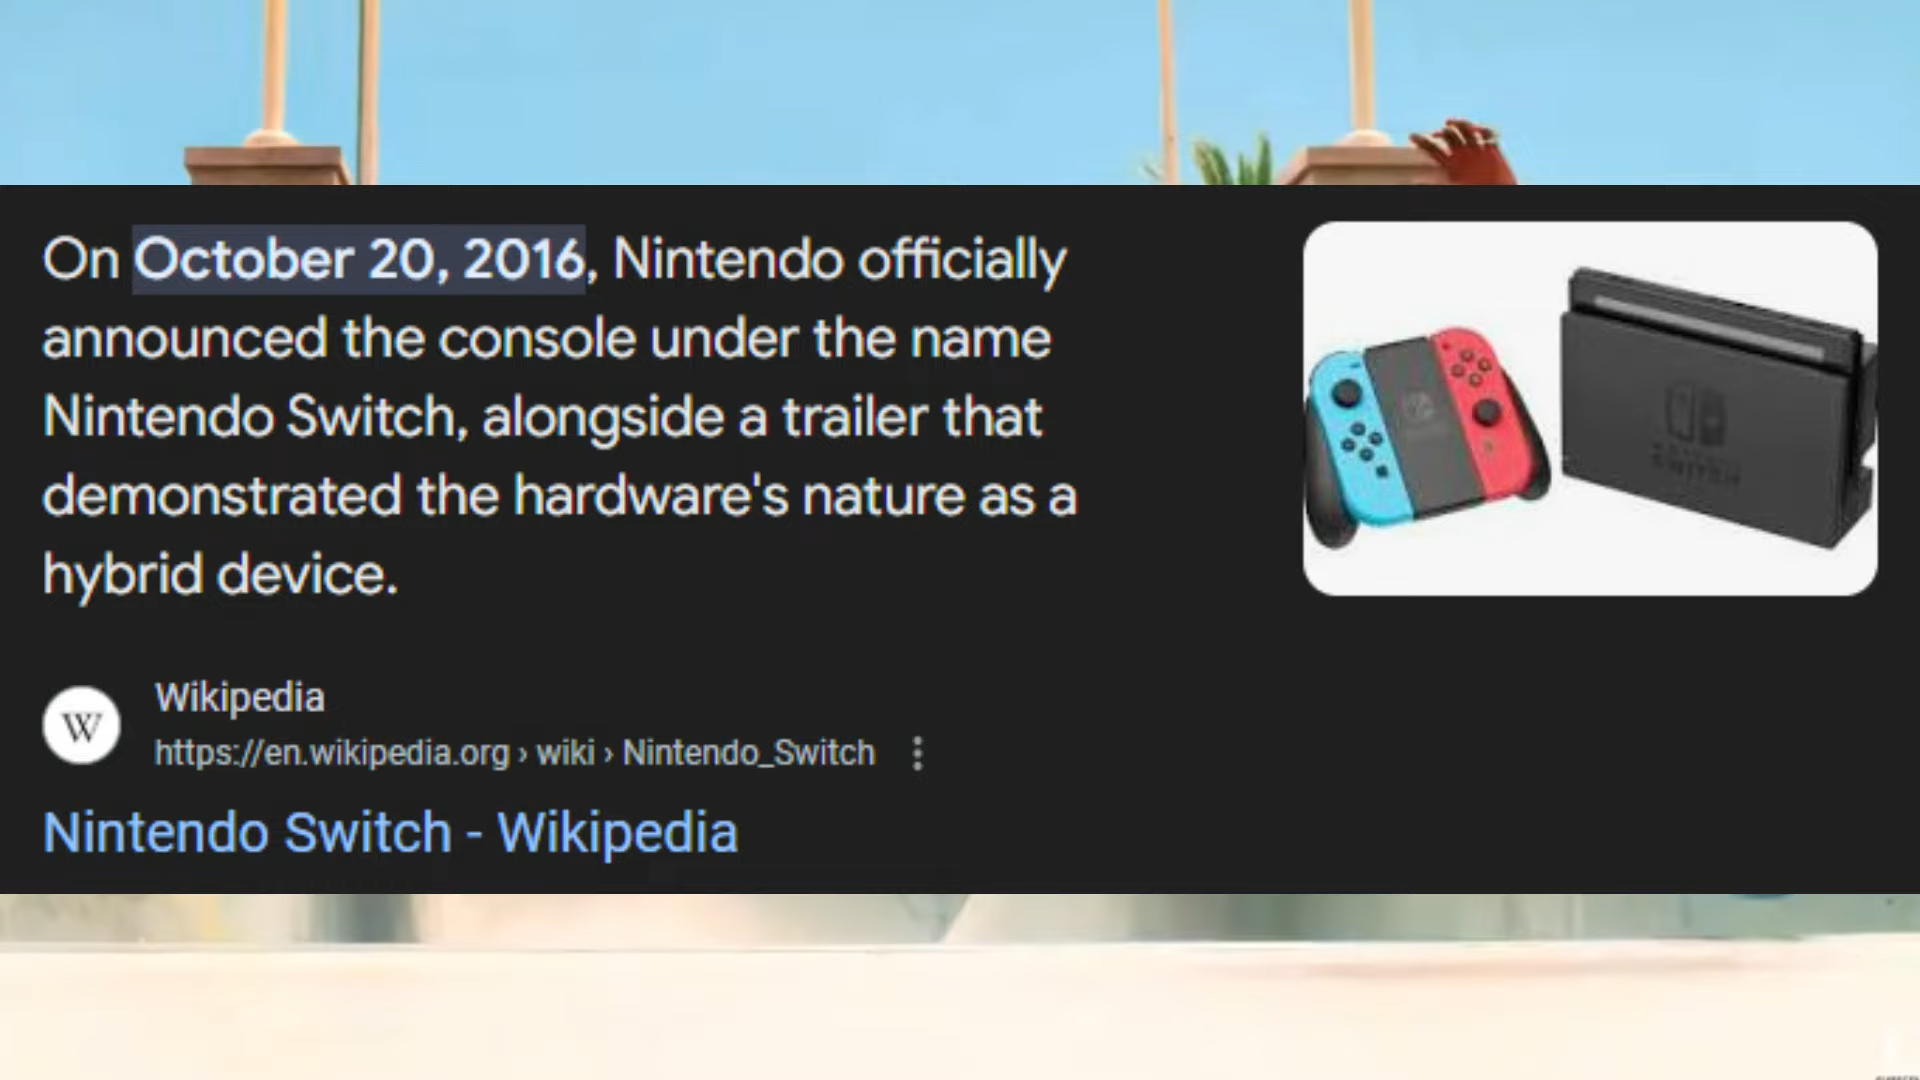 On October 20, 2016, Nintendo officially
announced the console under the name
Nintendo Switch, alongside a trailer that
demonstrated the hardware's nature as a
hybrid device.
W
Wikipedia
https://en.wikipedia.org › wiki › Nintendo_Switch
Nintendo Switch - Wikipedia